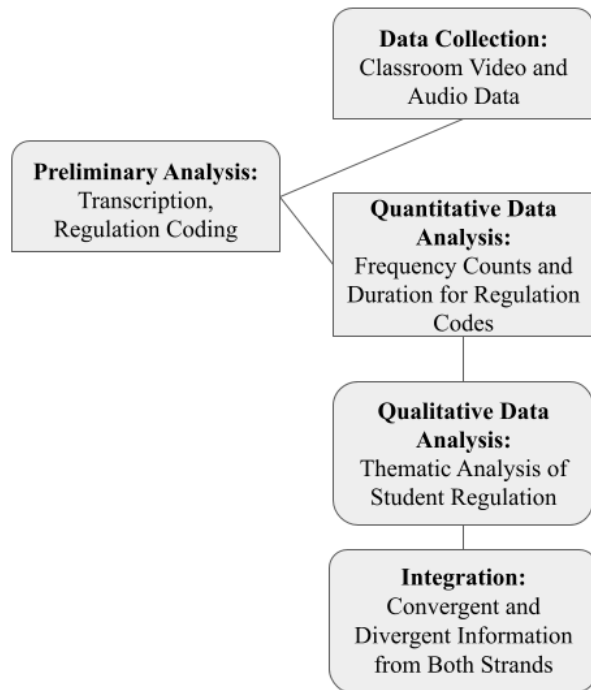 Data Collection:
Classroom Video and
Audio Data
Preliminary Analysis:
Transcription,
Regulation Coding
Quantitative Data
Analysis:
Frequency Counts and
Duration for Regulation
Codes
Qualitative Data
Analysis:
Thematic Analysis of
Student Regulation
Integration:
Convergent and
Divergent Information
from Both Strands